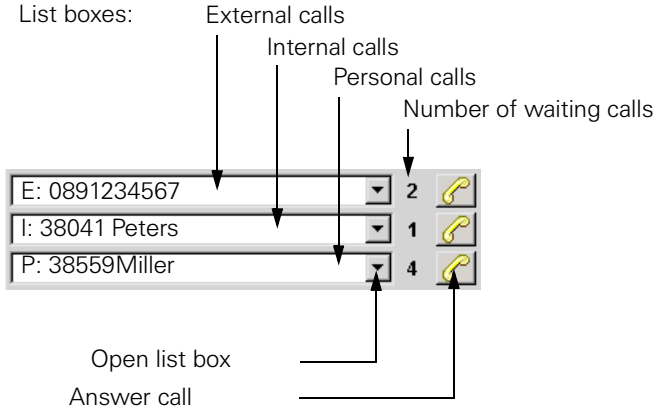 List boxes:
External calls
Internal calls
Personal calls
Number of waiting calls
E: 0891234567 2
I: 38041 Peters 1
P: 38559Miller 4
Open list box
Answer call